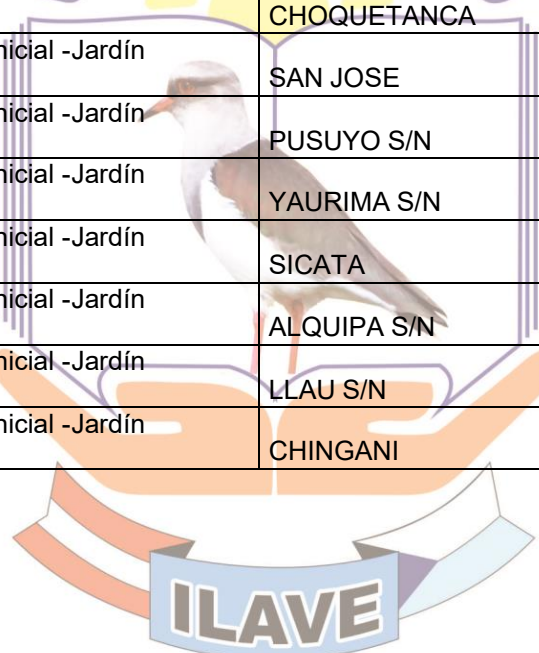 CHOQUETANCA
nicial -Jardín
SAN JOSE
nicial -Jardín
PUSUYO S/N
nicial -Jardín
YAURIMA S/N
nicial -Jardín
SICATA
nicial -Jardín
ALQUIPA S/N
nicial -Jardín
LLAU S/N
nicial -Jardín
CHINGANI
ILAVE